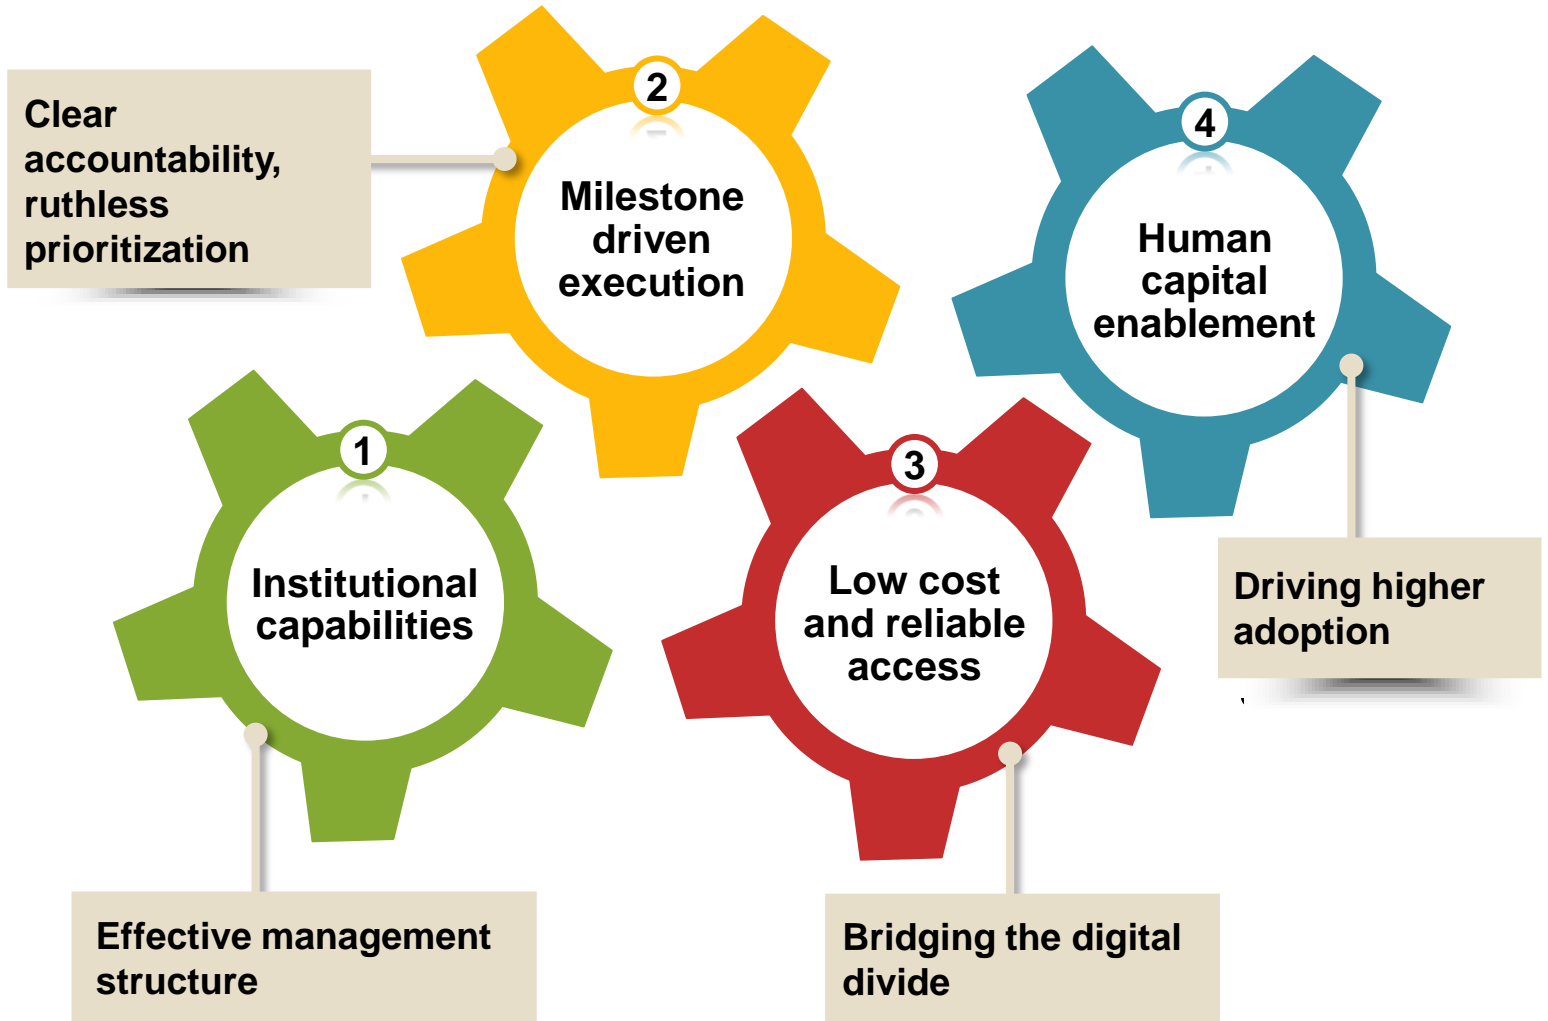 Clear
accountability,
ruthless
prioritization
2
Milestone
driven
execution
4
Human
capital
enablement
1
Institutional
capabilities
3
Low cost
and reliable
access
Driving higher
adoption
Effective management
structure
Bridging the digital
divide